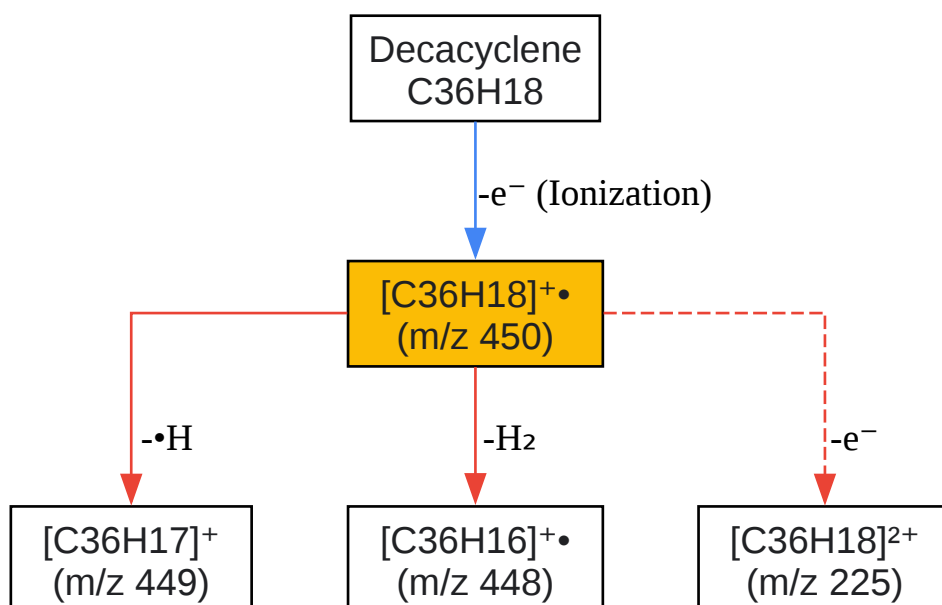 Decacyclene
C36H18
-e⁻ (Ionization)
[C36H18]⁺•
(m/z 450)
-•H
-H₂
-e⁻
[C36H17]⁺
(m/z 449)
[C36H16]⁺•
(m/z 448)
[C36H18]²⁺
(m/z 225)